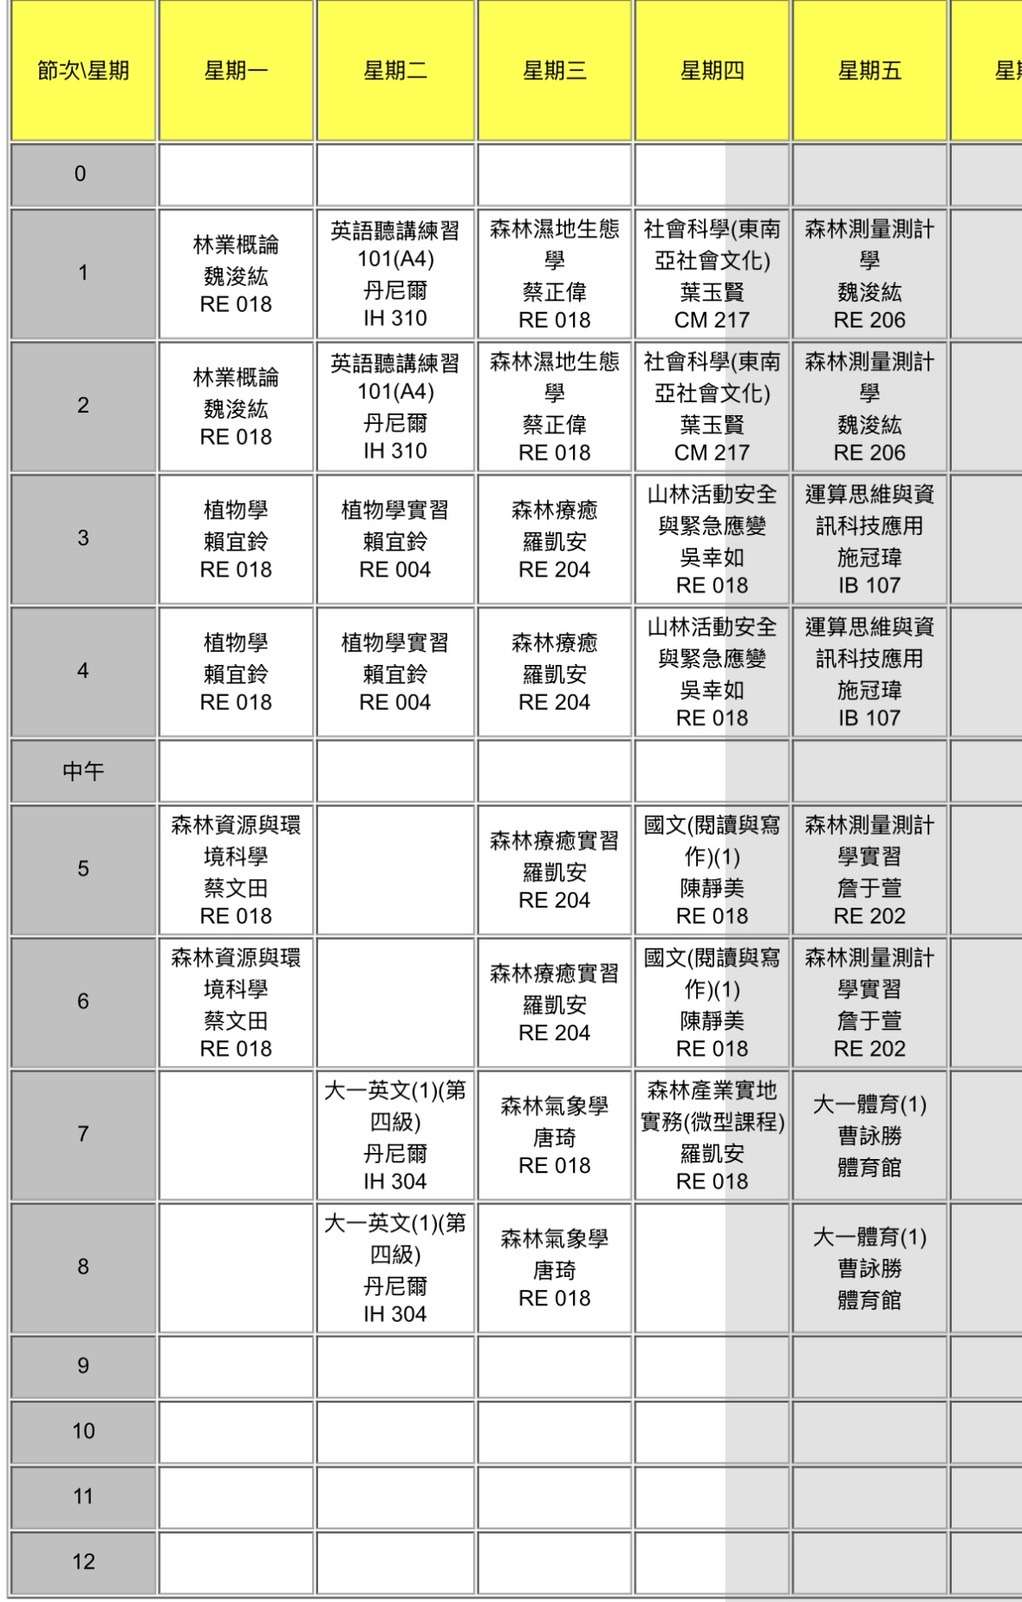 節次\星期 星期一 星期二 星期三 星期四 星期五 星
0
1
林業概論
魏浚紘
RE 018
英語聽講練習
101(A4)
丹尼爾
IH 310
森林濕地生態
學
蔡正偉
RE 018
社會科學(東南
亞社會文化)
葉玉賢
CM 217
森林測量測計
學
魏浚紘
RE 206
2
林業概論
魏浚紘
RE 018
英語聽講練習
101(A4)
丹尼爾
IH 310
森林濕地生態
學
蔡正偉
RE 018
社會科學(東南
亞社會文化)
葉玉賢
CM 217
森林測量測計
學
魏浚紘
RE 206
3
植物學
賴宜鈴
RE 018
植物學實習
賴宜鈴
RE 004
森林療癒
羅凱安
RE 204
山林活動安全
與緊急應變
吳幸如
RE 018
運算思維與資
訊科技應用
施冠瑋
IB 107
4
植物學
賴宜鈴
RE 018
植物學實習
賴宜鈴
RE 004
森林療癒
羅凱安
RE 204
山林活動安全
與緊急應變
吳幸如
RE 018
運算思維與資
訊科技應用
施冠瑋
IB 107
中午
5
森林資源與環
境科學
蔡文田
RE 018
森林療癒實習
羅凱安
RE 204
國文(閱讀與寫
作)(1)
陳靜美
RE 018
森林測量測計
學實習
詹于萱
RE 202
6
森林資源與環
境科學
蔡文田
RE 018
森林療癒實習
羅凱安
RE 204
國文(閱讀與寫
作)(1)
陳靜美
RE 018
森林測量測計
學實習
詹于萱
RE 202
7
大一英文(1)(第
四級)
丹尼爾
IH 304
森林氣象學
唐琦
RE 018
森林產業實地
實務(微型課程)
羅凱安
RE 018
大一體育(1)
曹詠勝
體育館
8
大一英文(1)(第
四級)
丹尼爾
IH 304
森林氣象學
唐琦
RE 018
大一體育(1)
曹詠勝
體育館
9
10
11
12